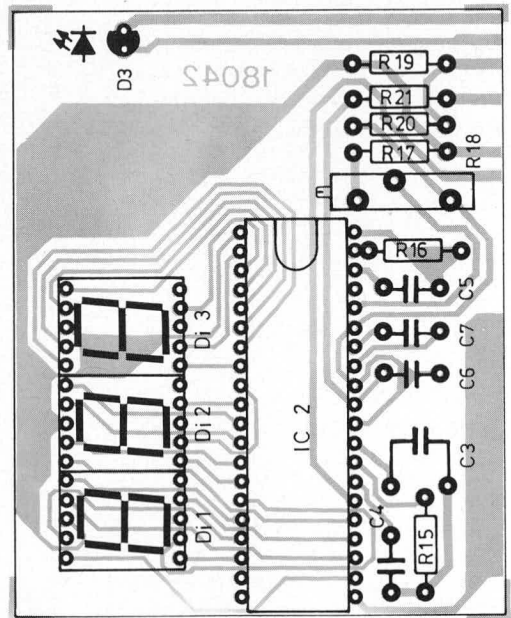 D3
18042
R19
R21
R20
R17
R18
R16
C5
C7
C6
Di 3
Di 2
Di 1
IC 2
C3
C4
R15